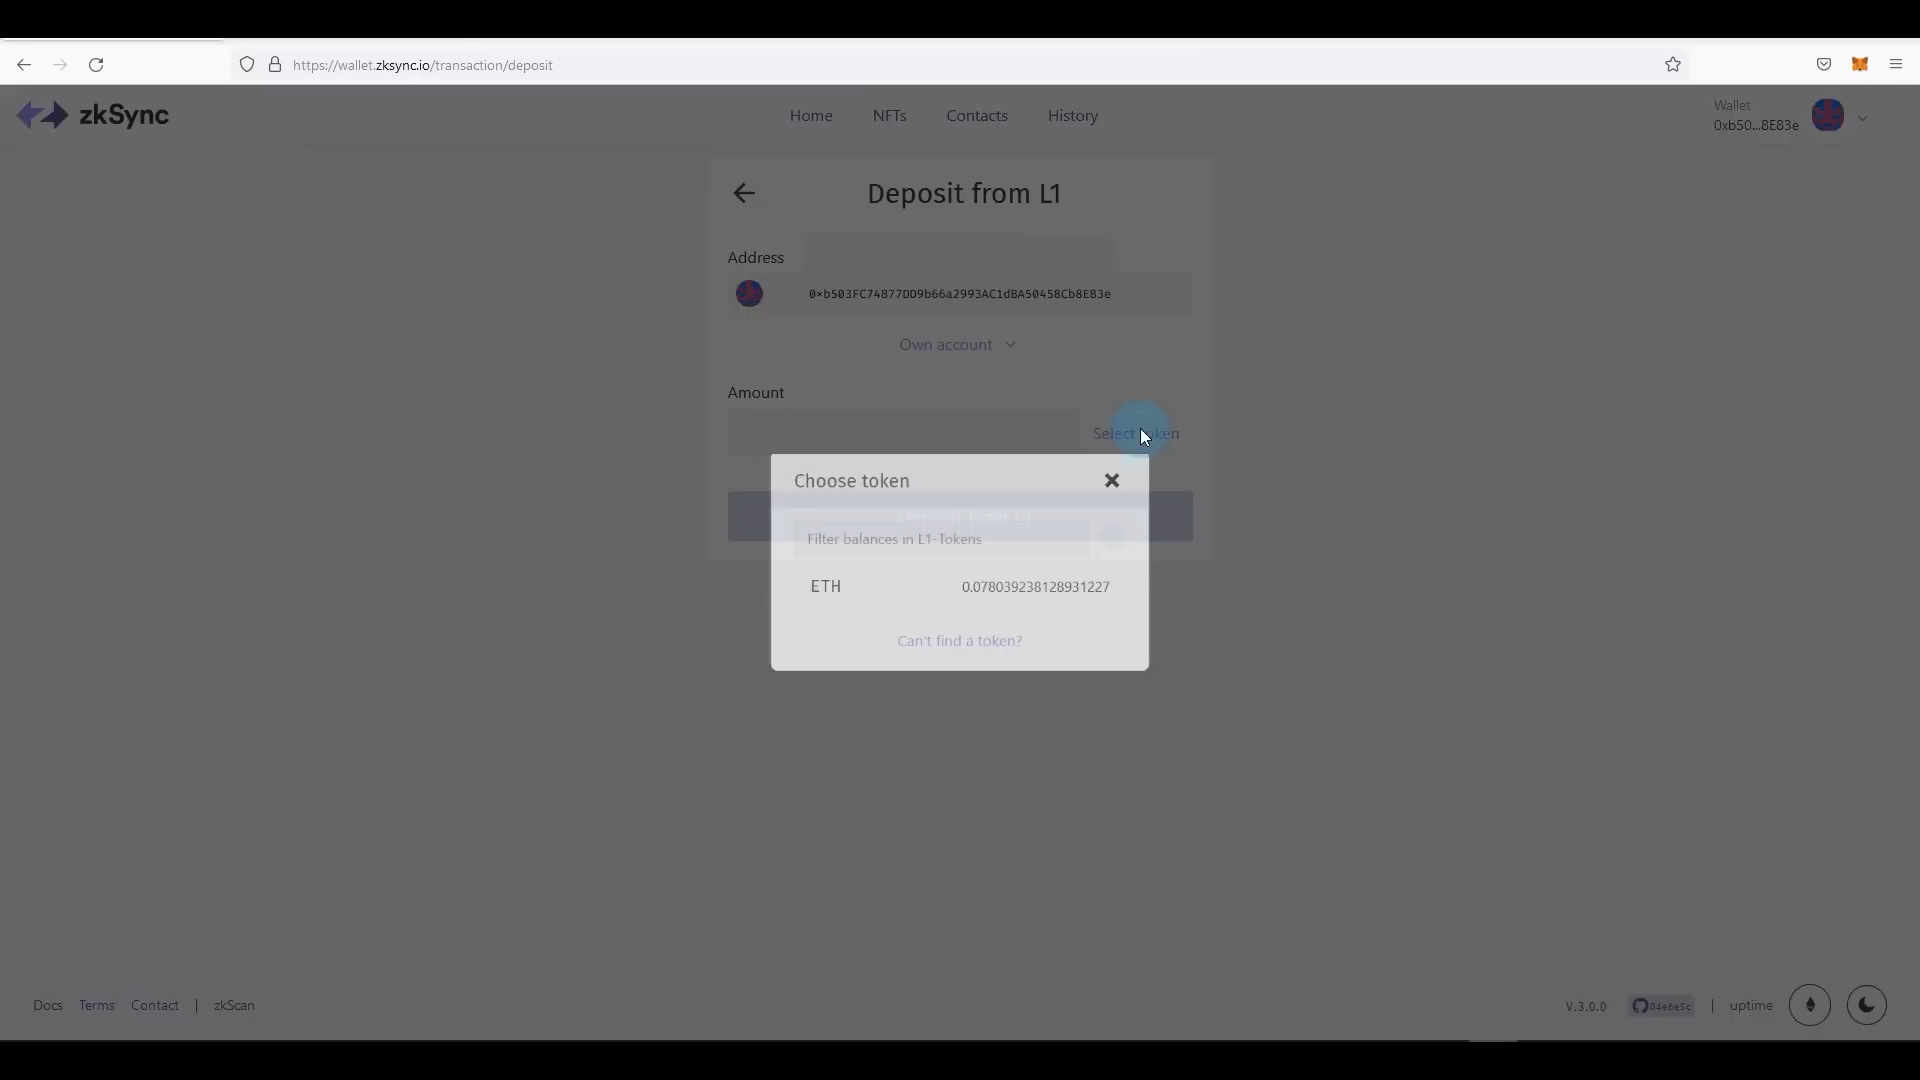 https://wallet.zksync.io/transaction/deposit
zkSync
Home
NFTs
Contacts
History
Wallet
0xb50...8E83e
Deposit from L1
Address
0xb503FC74877DD9b66a2993AC1dBA50458Cb8E83e
Own account
Amount
Select token
Choose token
Filter balances in L1-Tokens
ETH
0.078039238128931227
Can't find a token?
Docs
Terms
Contact
|
zkScan
V.3.0.0
04e6e5c
|
uptime